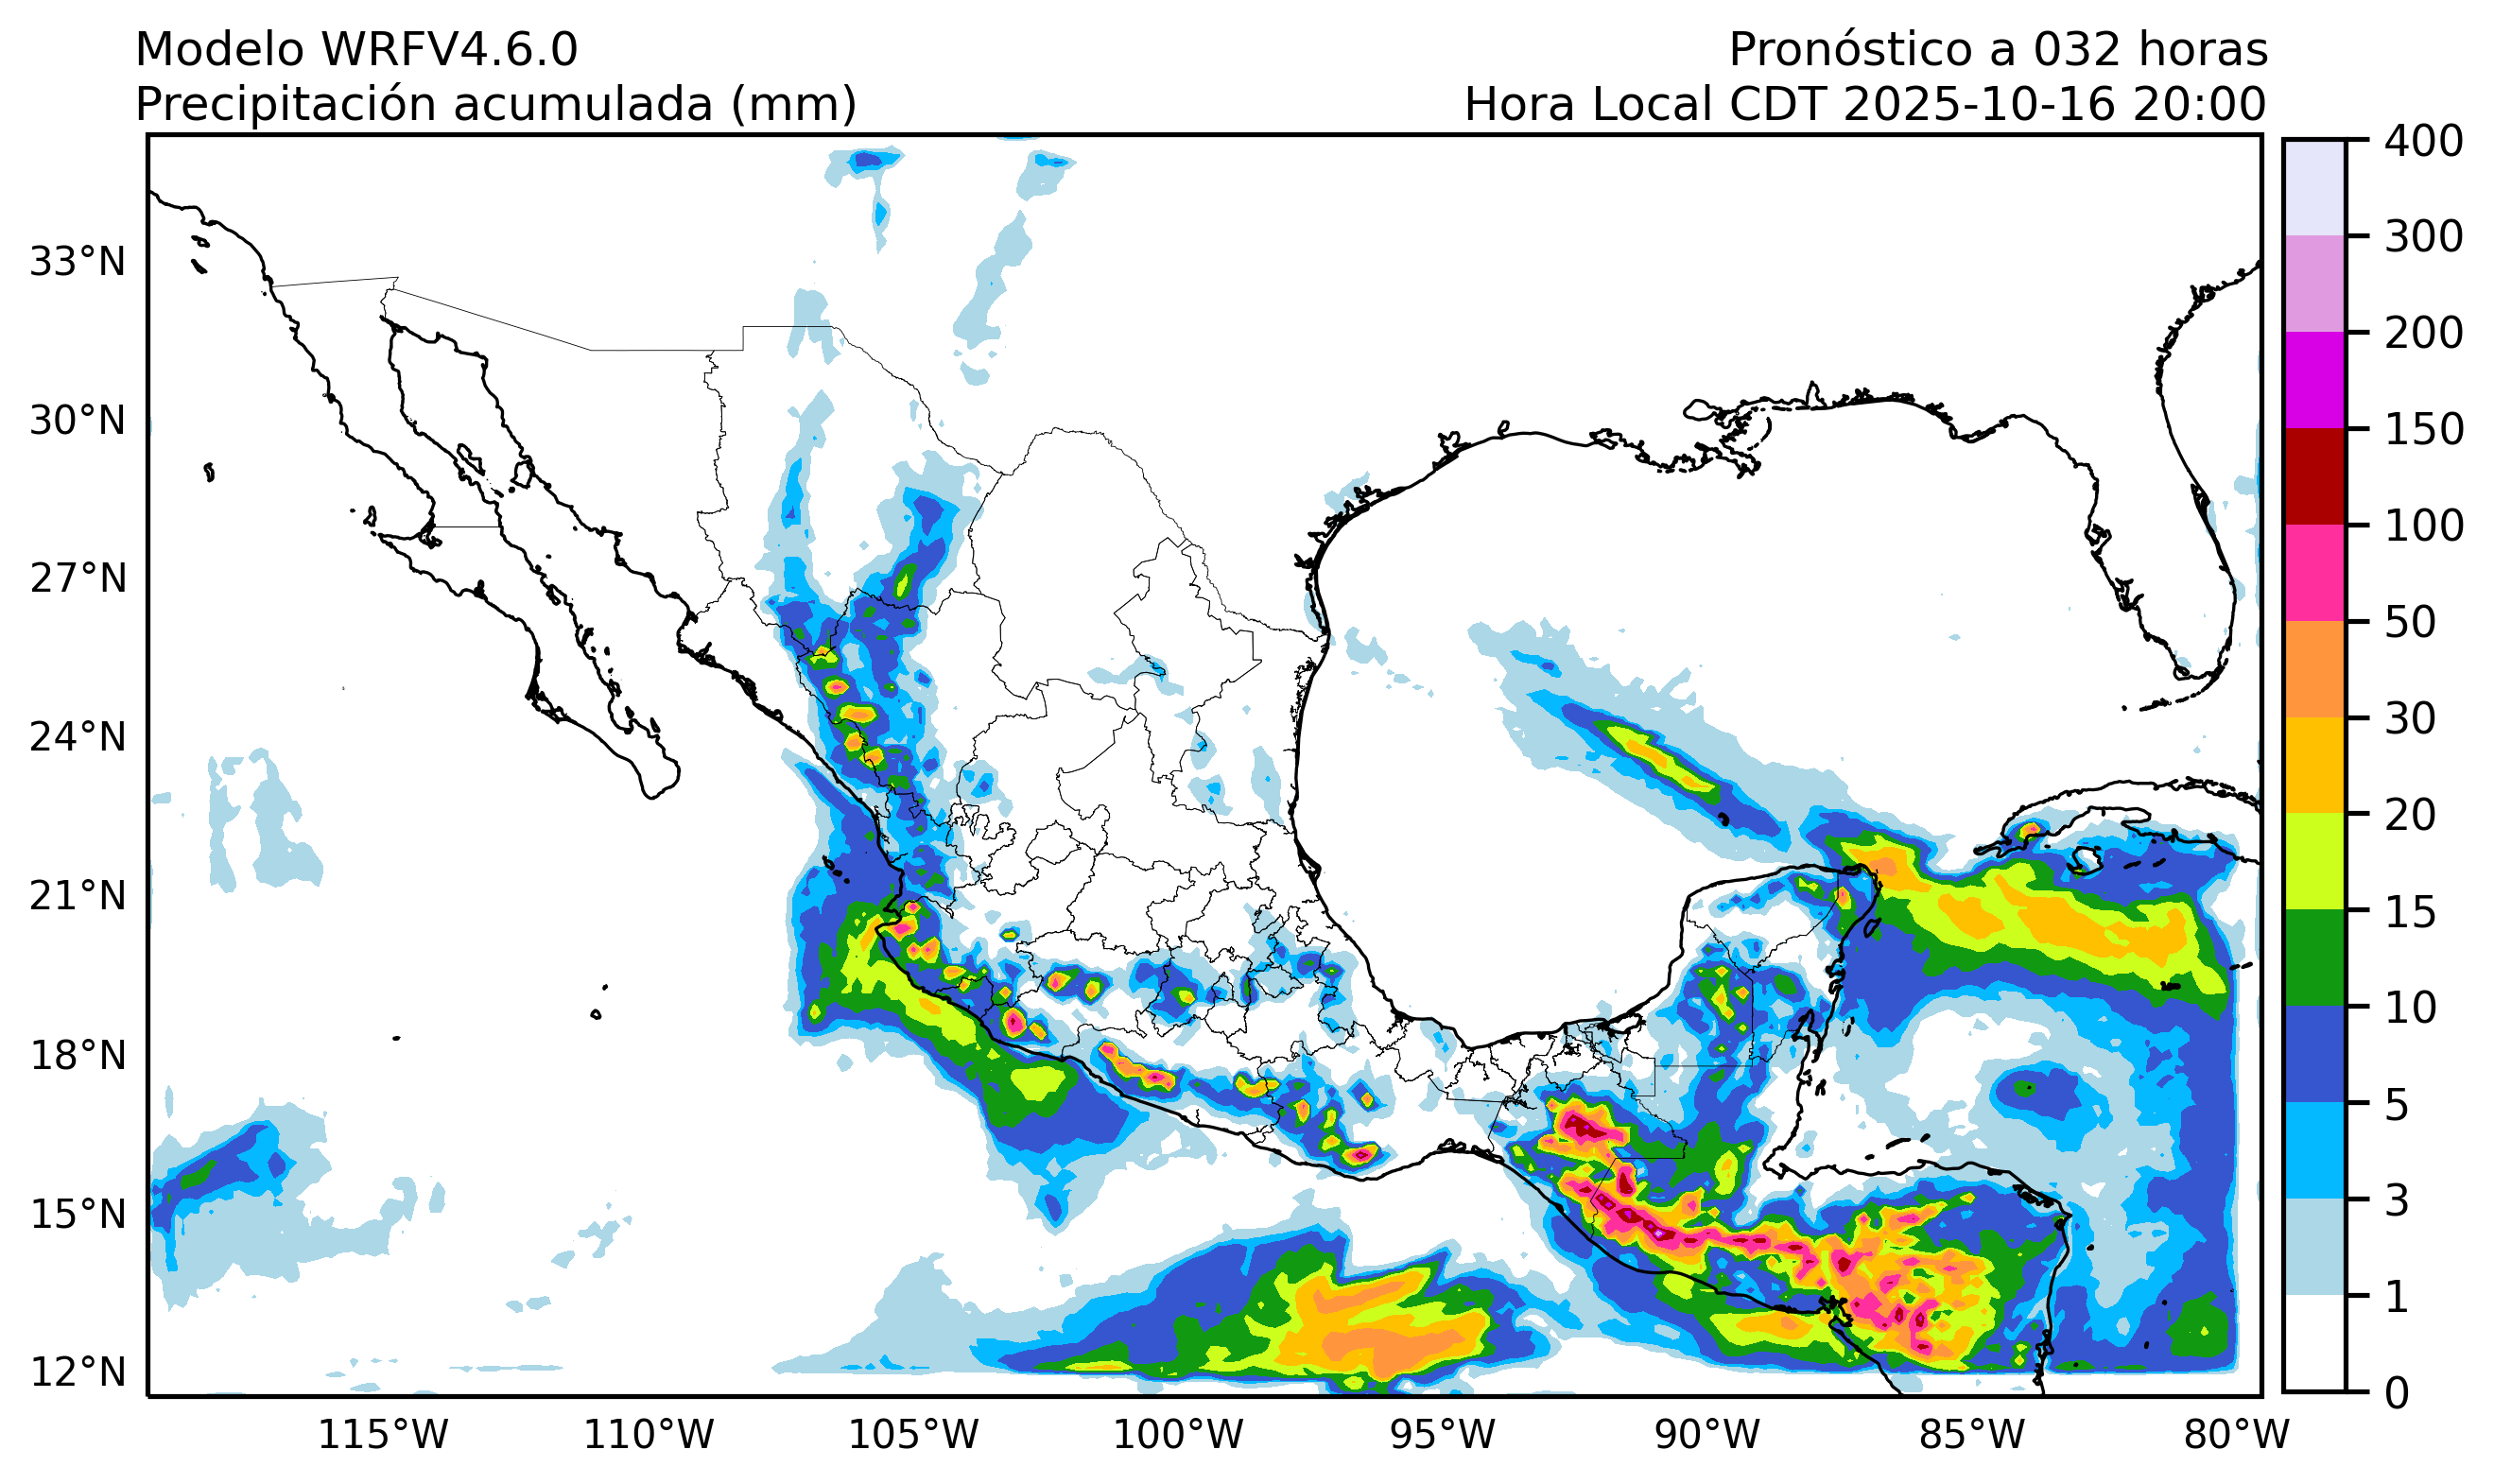 Modelo WRFV4.6.0
Pronóstico a 032 horas
Precipitación acumulada (mm)
Hora Local CDT 2025-10-16 20:00
33°N
30°N
27°N
24°N
21°N
18°N
15°N
12°N
115°W
110°W
105°W
100°W
95°W
90°W
85°W
80°W
400
300
200
150
100
50
30
20
15
10
5
3
1
0